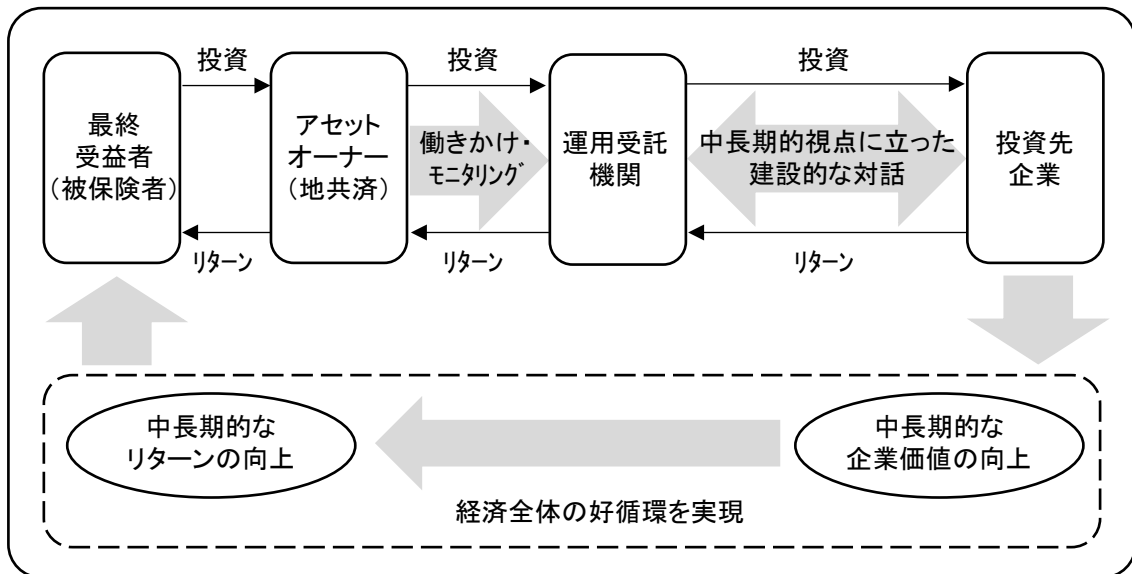 投資
投資
投資
最終
受益者
（被保険者）
アセット
オーナー
（地共済）
働きかけ・
ﾓﾆﾀﾘﾝｸﾞ
運用受託
機関
中長期的視点に立った
建設的な対話
投資先
企業
ﾘﾀｰﾝ
ﾘﾀｰﾝ
ﾘﾀｰﾝ
中長期的な
リターンの向上
中長期的な
企業価値の向上
経済全体の好循環を実現